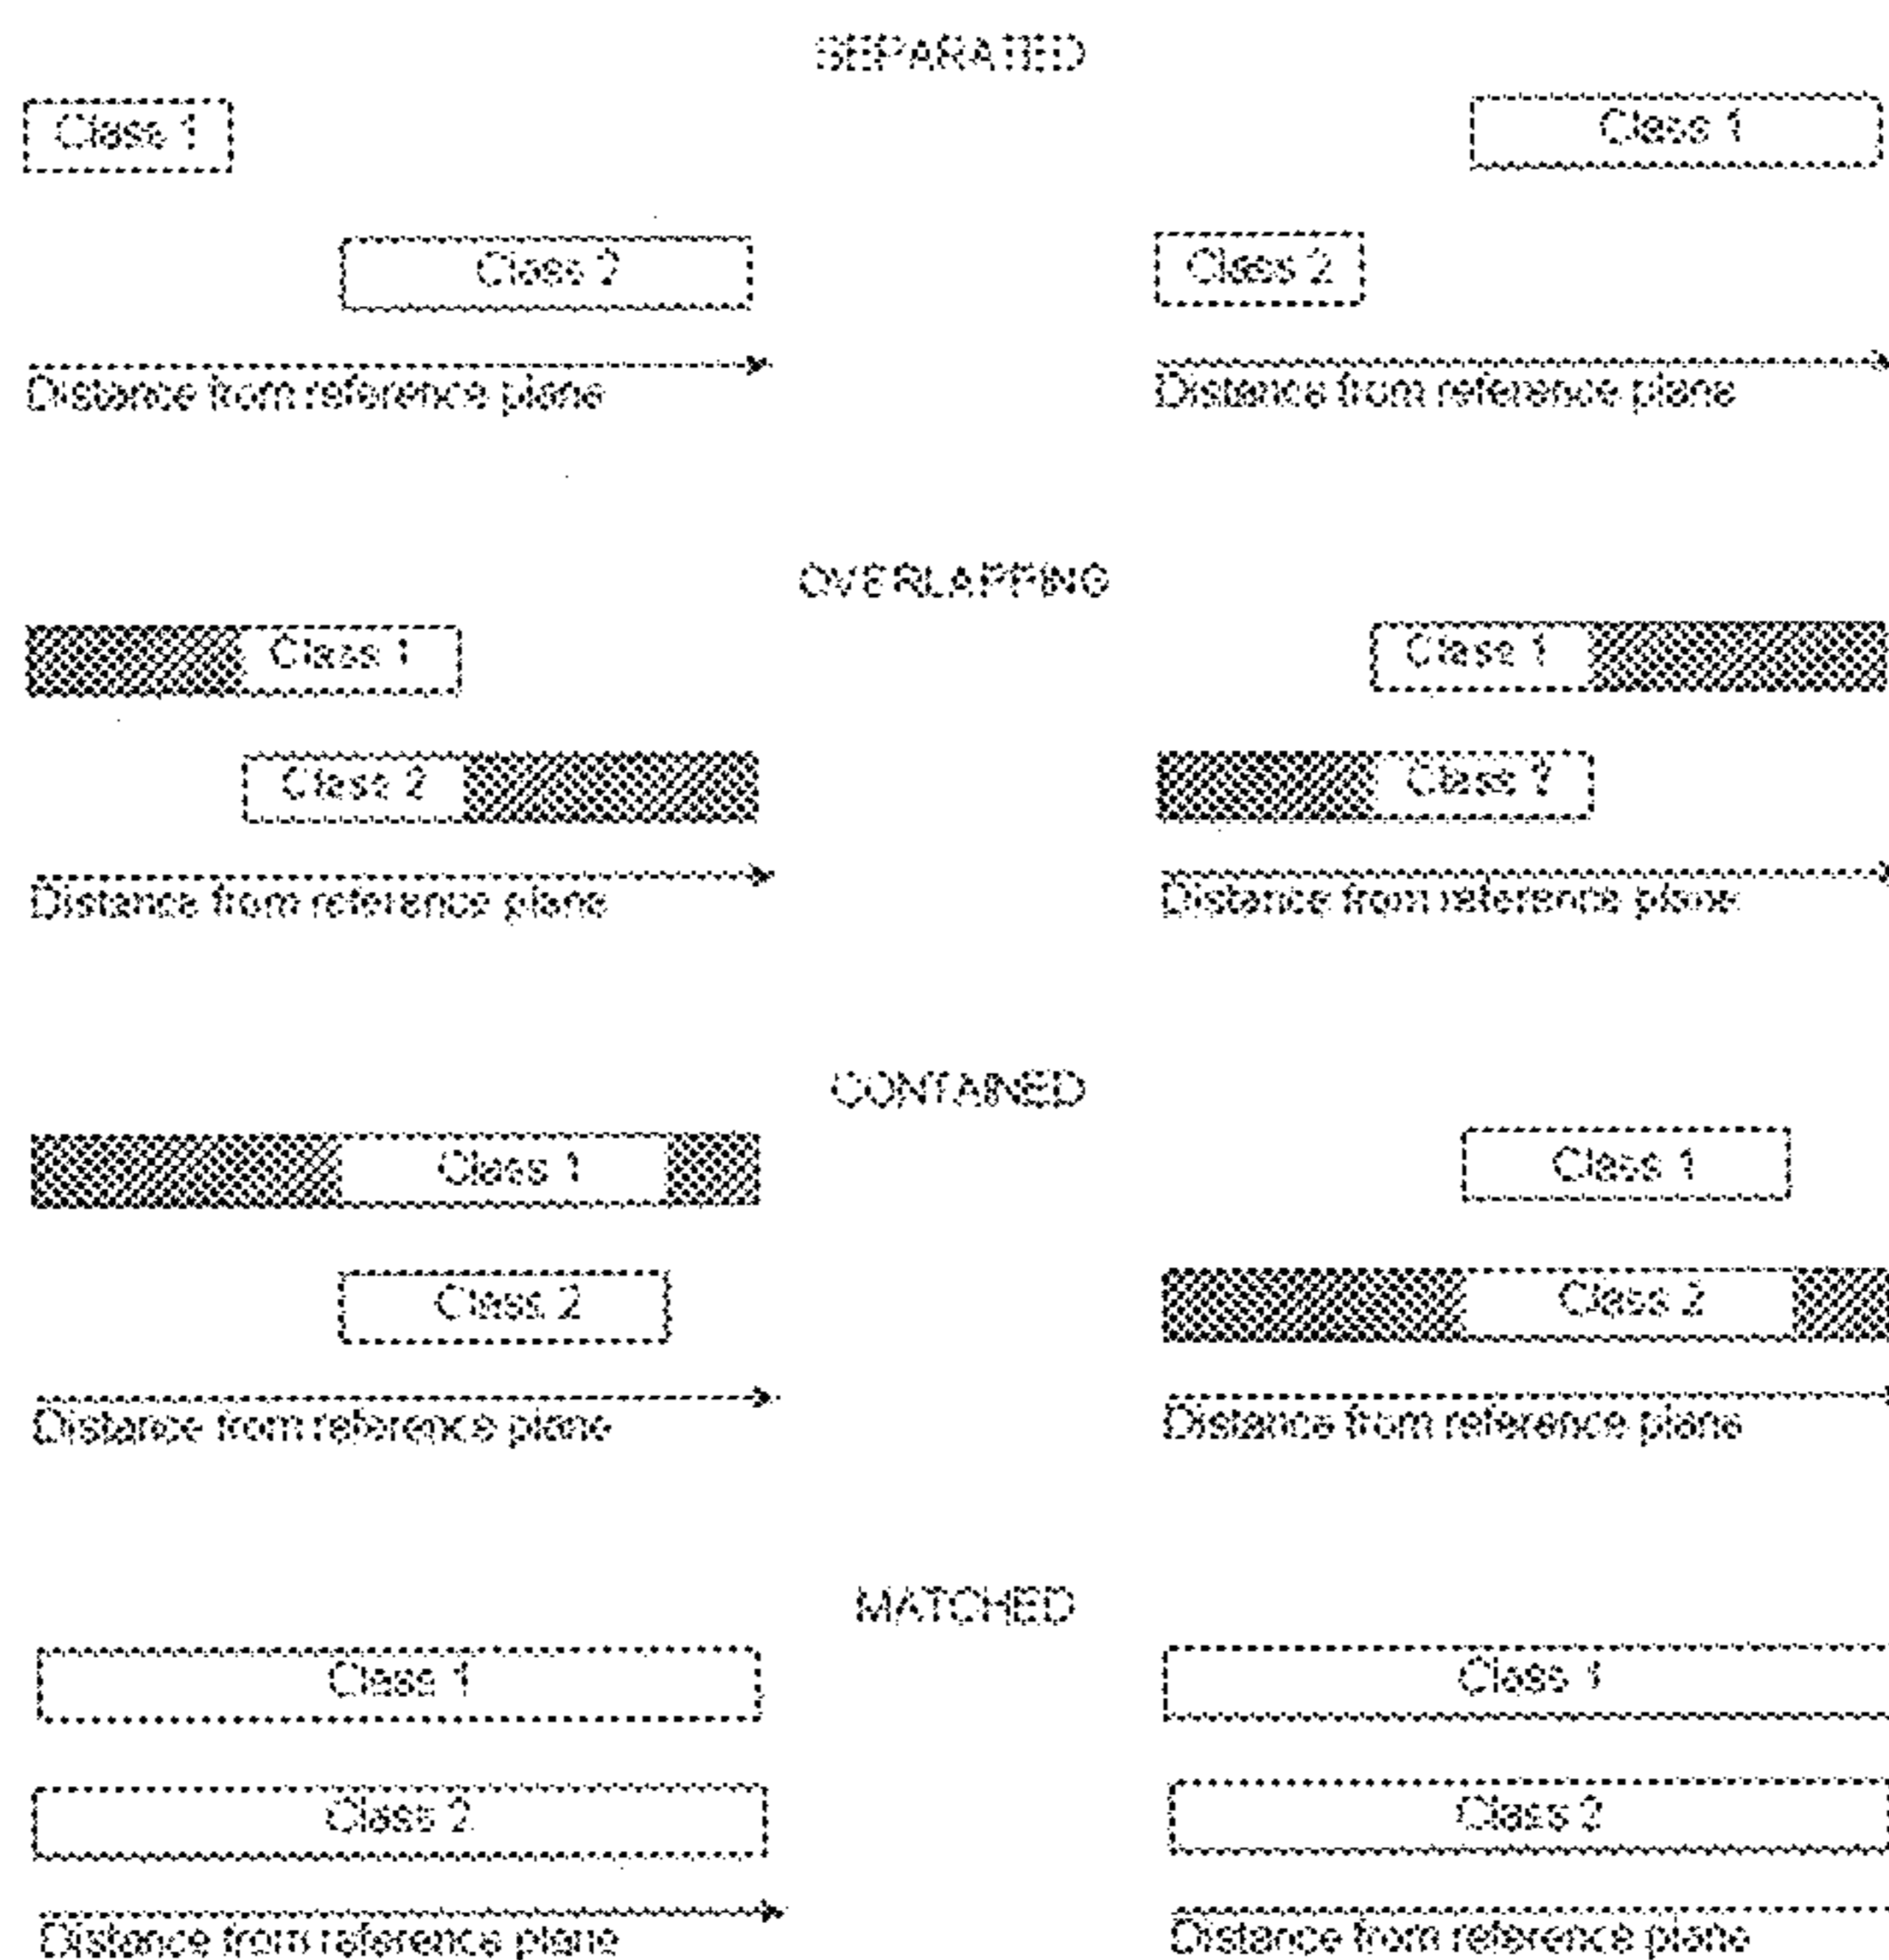 SEPARATED
Class 1
Class 1
Class 2
Class 2
Distance from reference plane
Distance from reference plane
OVERLAPPING
Class 1
Class 1
Class 2
Class 2
Distance from reference plane
Distance from reference plane
CONTAINED
Class 1
Class 1
Class 2
Class 2
Distance from reference plane
Distance from reference plane
MATCHED
Class 1
Class 1
Class 2
Class 2
Distance from reference plane
Distance from reference plane